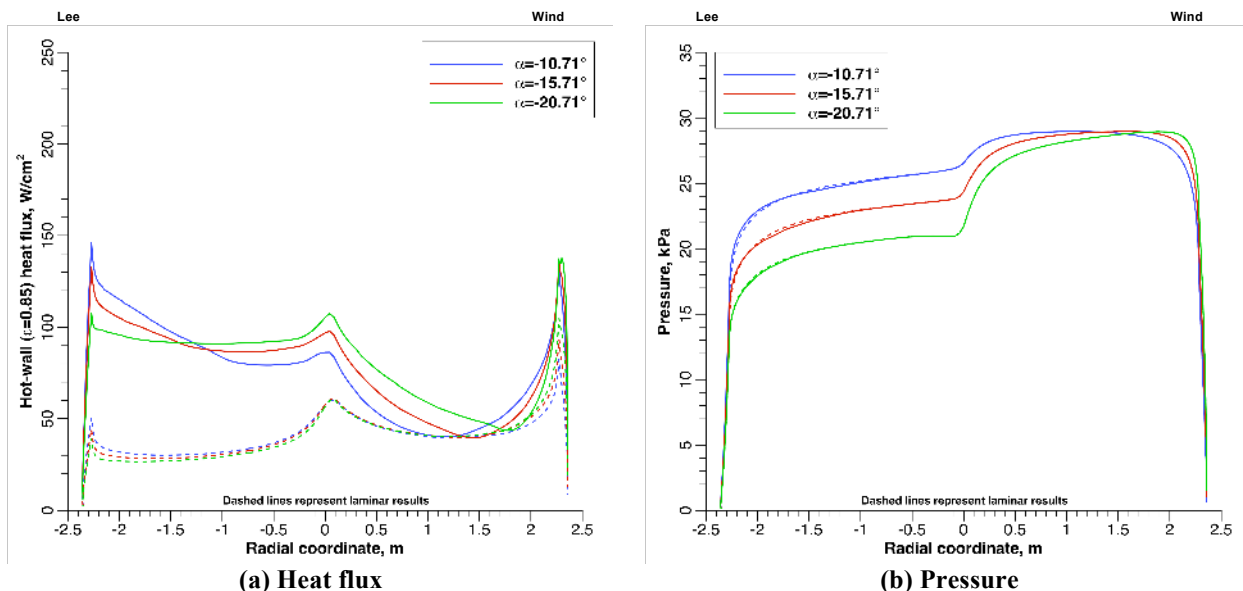 Lee Wind
Hot-wall (ε=0.85) heat flux, W/cm²
250
200
150
100
50
0
α=-10.71°
α=-15.71°
α=-20.71°
Dashed lines represent laminar results
-2.5 -2 -1.5 -1 -0.5 0 0.5 1 1.5 2 2.5
Radial coordinate, m
(a) Heat flux
Lee Wind
Pressure, kPa
35
30
25
20
15
10
5
0
α=-10.71°
α=-15.71°
α=-20.71°
Dashed lines represent laminar results
-2.5 -2 -1.5 -1 -0.5 0 0.5 1 1.5 2 2.5
Radial coordinate, m
(b) Pressure